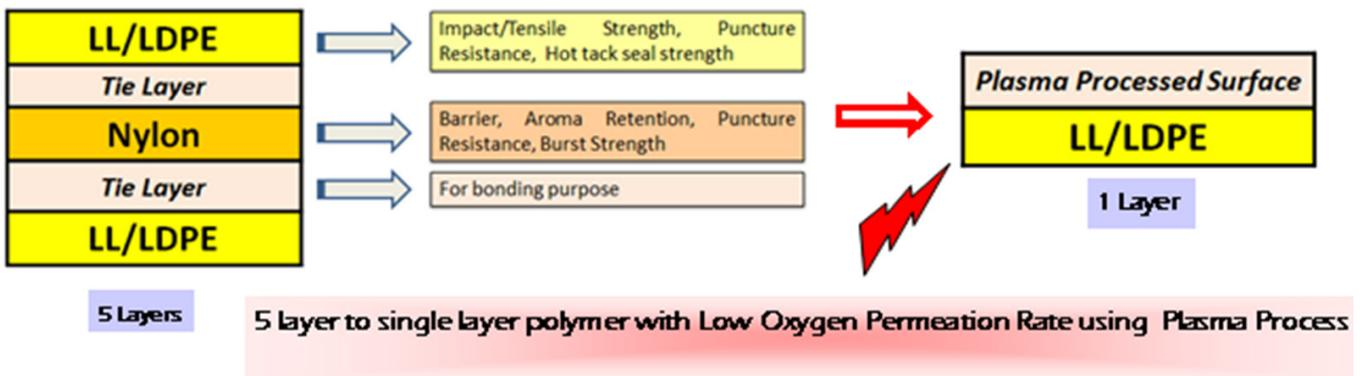 LL/LDPE
Tie Layer
Nylon
Tie Layer
LL/LDPE
5 Layers
Impact/Tensile Strength, Puncture
Resistance, Hot tack seal strength
Barrier, Aroma Retention, Puncture
Resistance, Burst Strength
For bonding purpose
Plasma Processed Surface
LL/LDPE
1 Layer
5 layer to single layer polymer with Low Oxygen Permeation Rate using Plasma Process